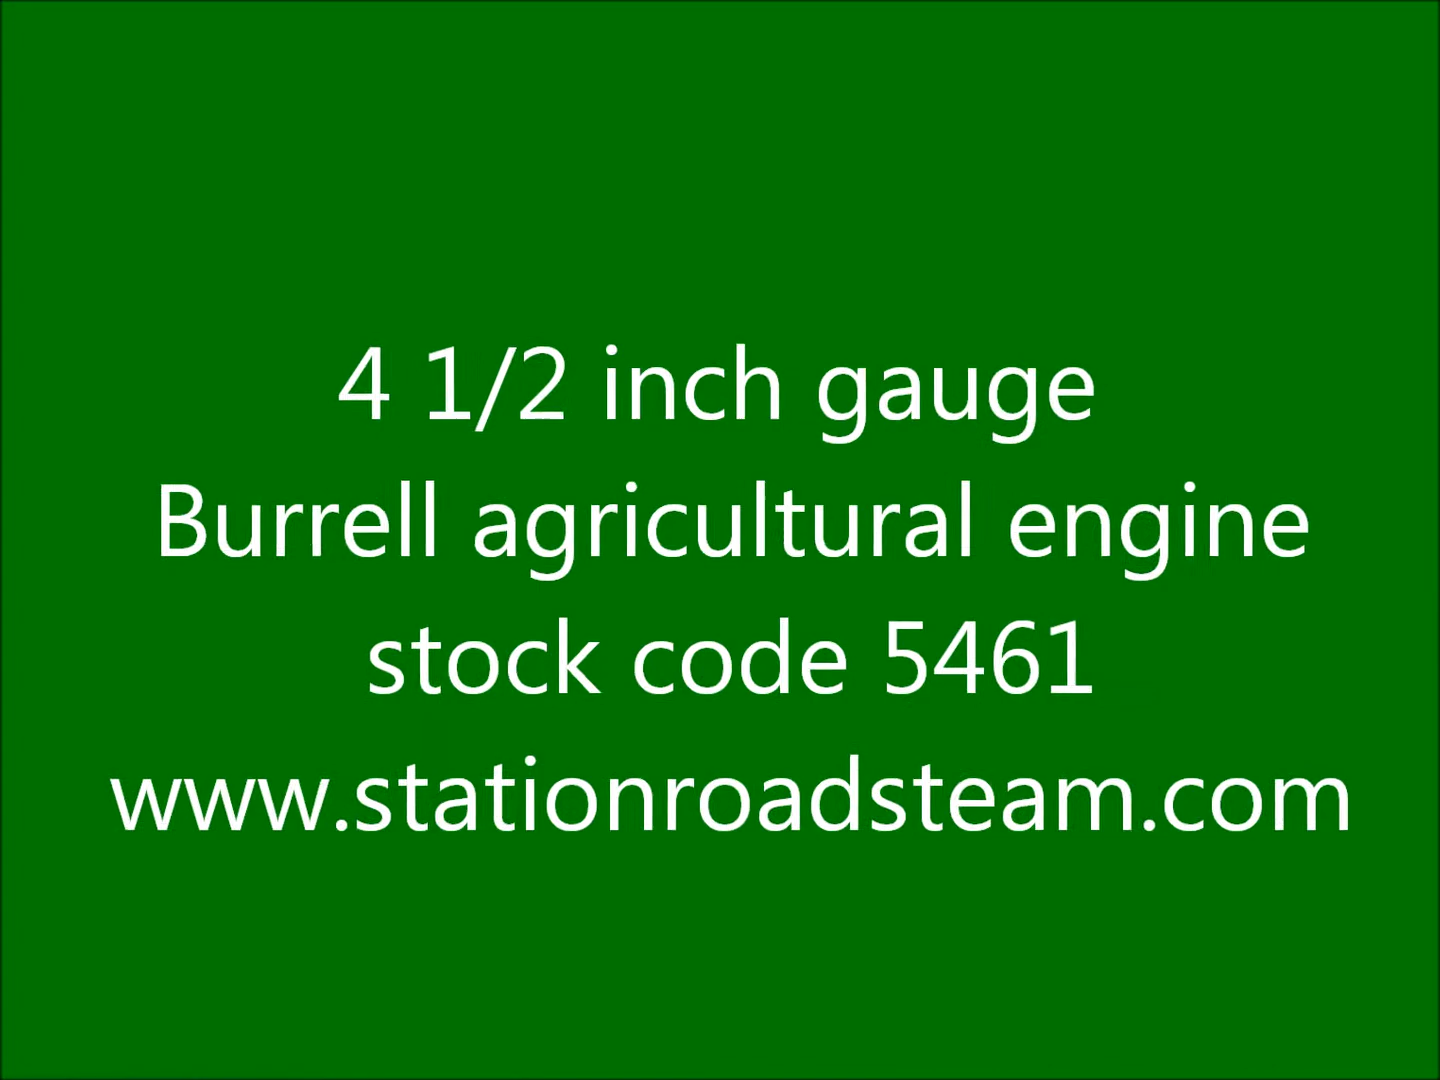 4 1/2 inch gauge
Burrell agricultural engine
stock code 5461
www.stationroadsteam.com